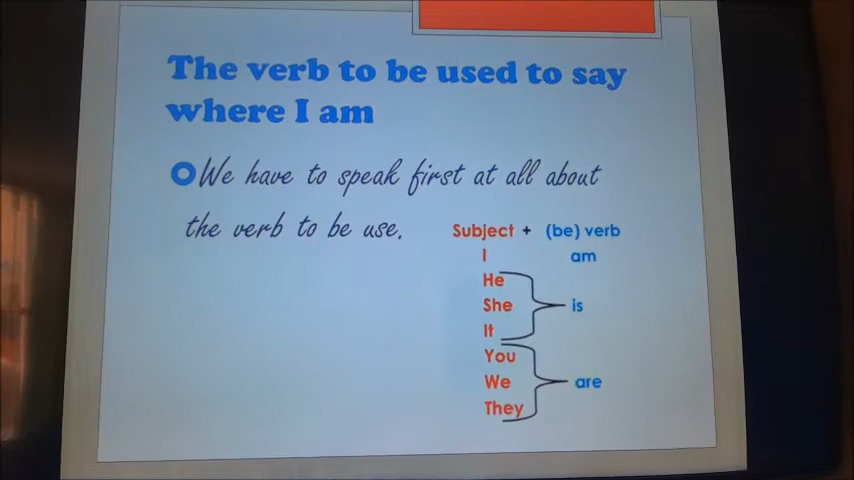 The verb to be used to say
where I am
We have to speak first at all about
the verb to be use.
Subject + (be) verb
I am
He
She is
It
You
We are
They